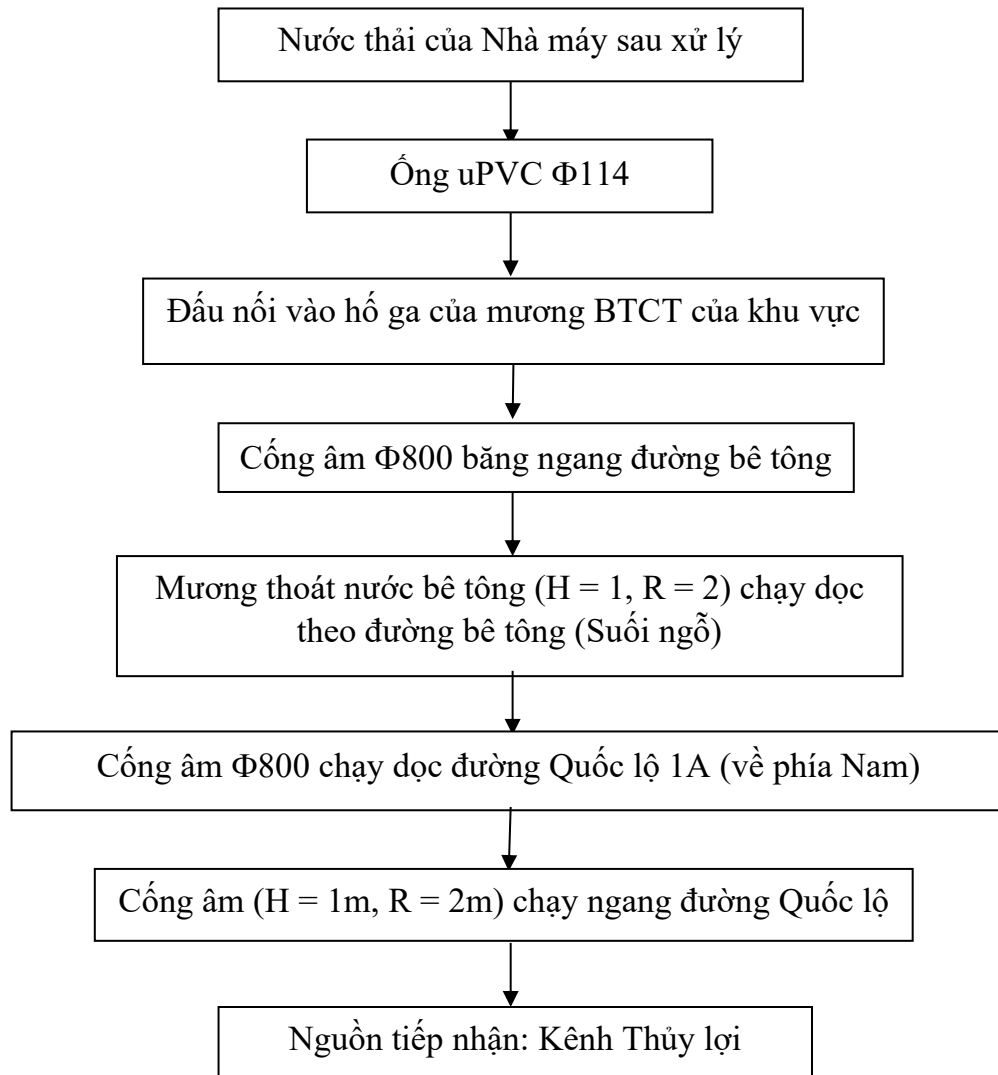 Nước thải của Nhà máy sau xử lý
Ống uPVC Φ114
Đấu nối vào hố ga của mương BTCT của khu vực
Cống âm Φ800 băng ngang đường bê tông
Mương thoát nước bê tông (H = 1, R = 2) chạy dọc
theo đường bê tông (Suối ngỗ)
Cống âm Φ800 chạy dọc đường Quốc lộ 1A (về phía Nam)
Cống âm (H = 1m, R = 2m) chạy ngang đường Quốc lộ
Nguồn tiếp nhận: Kênh Thủy lợi